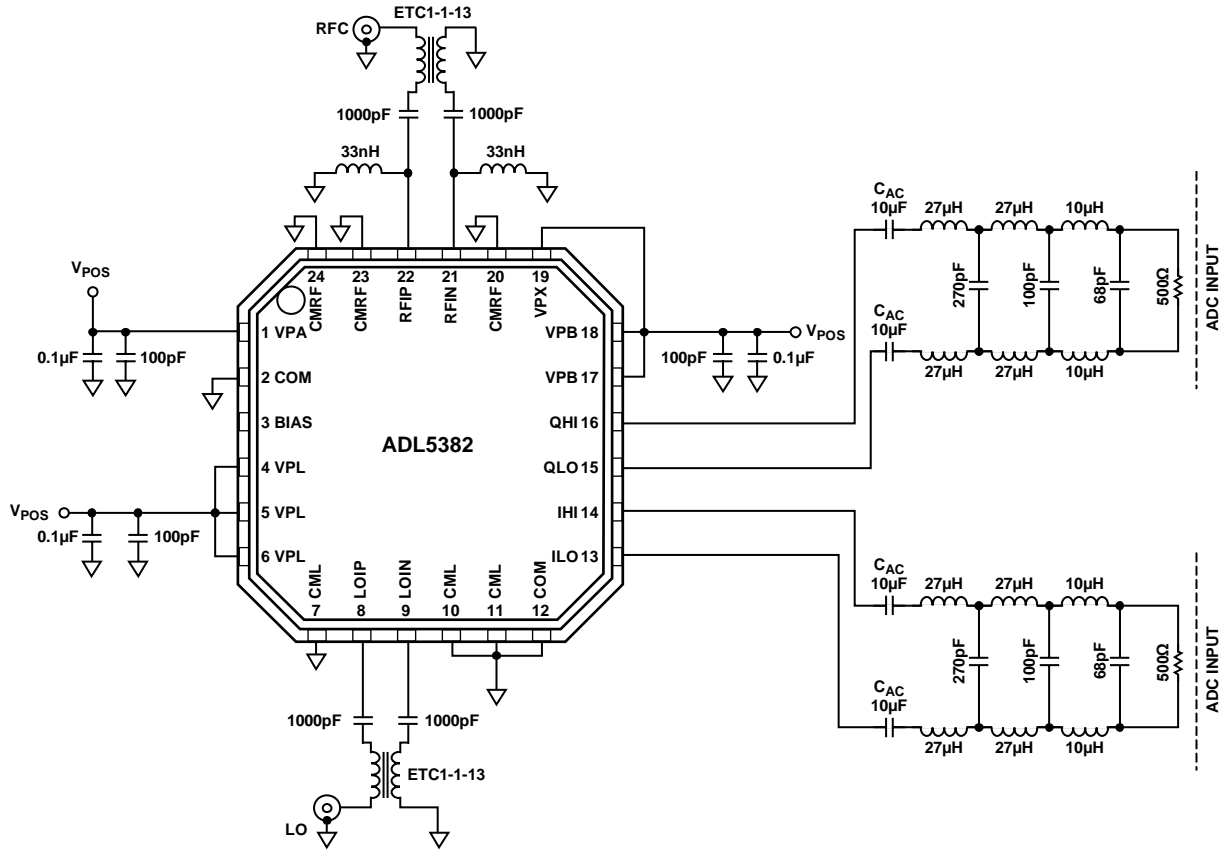 ETC1-1-13
RFC
1000pF
1000pF
33nH
33nH
VPOS
0.1µF
100pF
24 CMRF
23 CMRF
22 RFIP
21 RFIN
20 CMRF
19 VPX
1 VPA
2 COM
3 BIAS
4 VPL
5 VPL
6 VPL
ADL5382
VPB 18
VPB 17
QHI 16
QLO 15
IHI 14
ILO 13
100pF
0.1µF
VPOS
VPOS
0.1µF
100pF
CML 7
LOIP 8
LOIN 9
CML 10
CML 11
COM 12
1000pF
1000pF
ETC1-1-13
LO
CAC
10µF
27µH
27µH
10µH
270pF
100pF
68pF
500Ω
ADC INPUT
CAC
10µF
27µH
27µH
10µH
CAC
10µF
27µH
27µH
10µH
270pF
100pF
68pF
500Ω
ADC INPUT
CAC
10µF
27µH
27µH
10µH